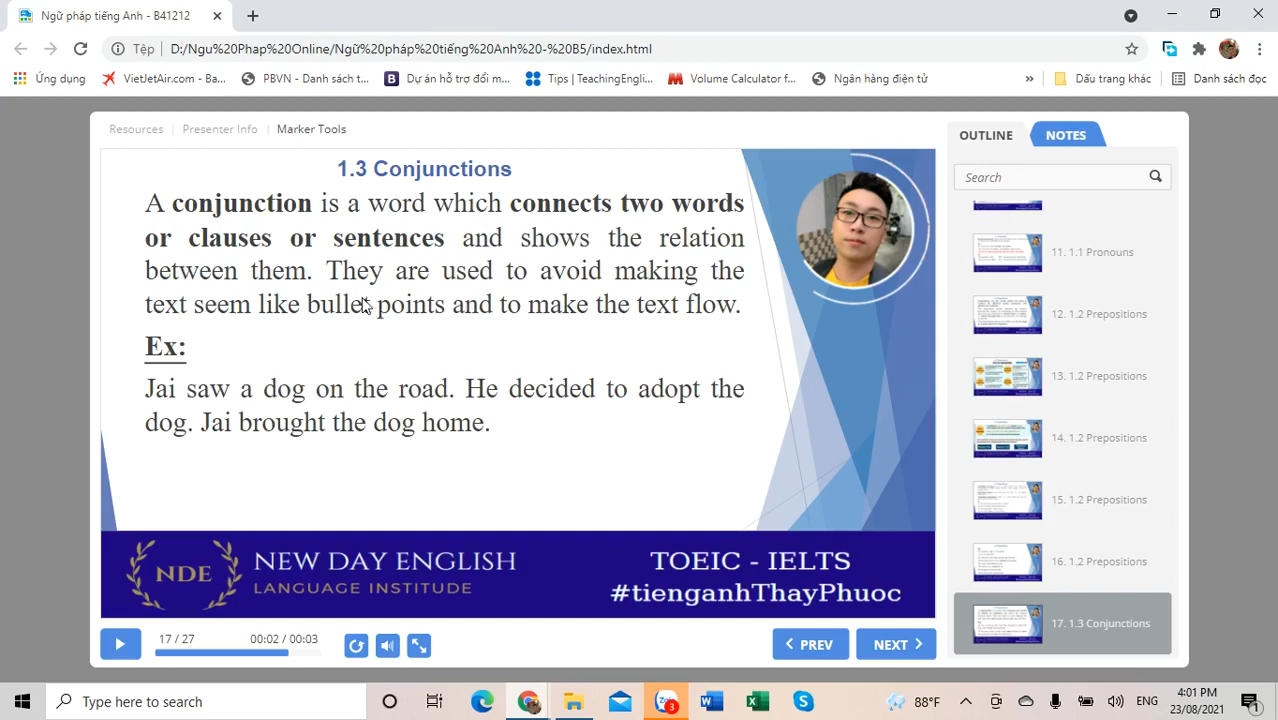 Ngữ pháp tiếng Anh - B41212
Tệp
D:/Ngu%20Phap%20Online/Ngữ%20pháp%20tiếng%20Anh%20-%20B5/index.html
Ứng dụng
VietJetAir.com - Ba...
PBVN - Danh sách t...
Dự án hỗ trợ đổi m...
Tips | TeachingEngli...
Volume Calculator f...
Ngân hàng điện tử
»
Dấu trang khác
Danh sách đọc
Resources | Presenter Info | Marker Tools
OUTLINE
NOTES
Search
1.3 Conjunctions
A conjunction is a word which connects two words
or clauses or sentences and shows the relation
between them. They are used to avoid making the
text seem like bullet points and to make the text flow.
Ex:
Jai saw a dog on the road. He decided to adopt the
dog. Jai brought the dog home.
NDE
NEW DAY ENGLISH
LANGUAGE INSTITUTE
TOEIC - IELTS
#tienganhThayPhuoc
11. 1.1 Pronouns
12. 1.2 Prepositions
13. 1.2 Prepositions
14. 1.2 Prepositions
15. 1.2 Prepositions
16. 1.2 Prepositions
17. 1.3 Conjunctions
17 / 27
00:02 / 00:03
PREV
NEXT
Type here to search
3
88°F
ENG
4:01 PM
23/08/2021
1